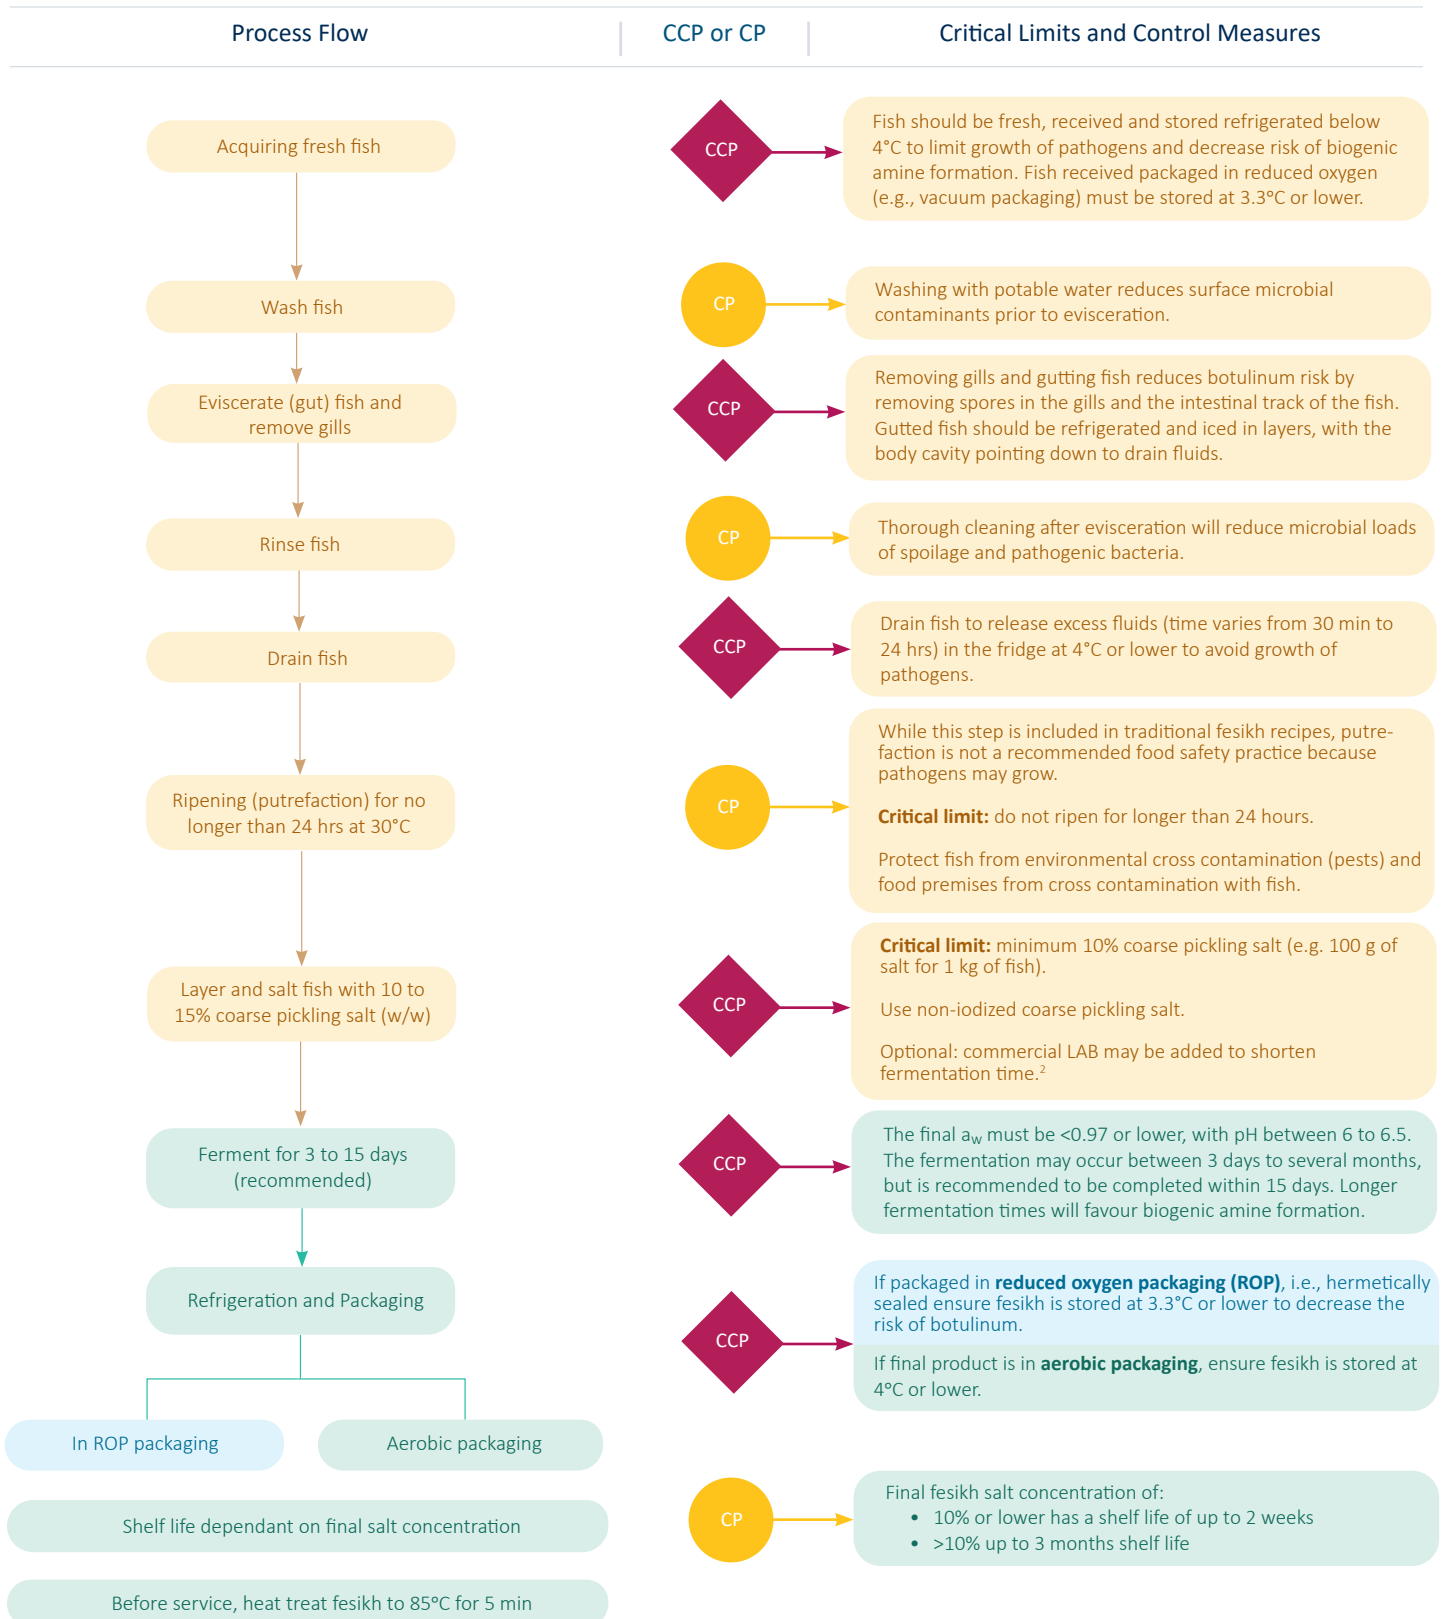 Process Flow
CCP or CP
Critical Limits and Control Measures
Acquiring fresh fish
CCP
Fish should be fresh, received and stored refrigerated below
4°C to limit growth of pathogens and decrease risk of biogenic
amine formation. Fish received packaged in reduced oxygen
(e.g., vacuum packaging) must be stored at 3.3°C or lower.
Wash fish
CP
Washing with potable water reduces surface microbial
contaminants prior to evisceration.
Eviscerate (gut) fish and
remove gills
CCP
Removing gills and gutting fish reduces botulinum risk by
removing spores in the gills and the intestinal track of the fish.
Gutted fish should be refrigerated and iced in layers, with the
body cavity pointing down to drain fluids.
Rinse fish
CP
Thorough cleaning after evisceration will reduce microbial loads
of spoilage and pathogenic bacteria.
Drain fish
CCP
Drain fish to release excess fluids (time varies from 30 min to
24 hrs) in the fridge at 4°C or lower to avoid growth of
pathogens.
Ripening (putrefaction) for no
longer than 24 hrs at 30°C
CP
While this step is included in traditional fesikh recipes, putre-
faction is not a recommended food safety practice because
pathogens may grow.
Critical limit: do not ripen for longer than 24 hours.
Protect fish from environmental cross contamination (pests) and
food premises from cross contamination with fish.
Layer and salt fish with 10 to
15% coarse pickling salt (w/w)
CCP
Critical limit: minimum 10% coarse pickling salt (e.g. 100 g of
salt for 1 kg of fish).
Use non-iodized coarse pickling salt.
Optional: commercial LAB may be added to shorten
fermentation time.²
Ferment for 3 to 15 days
(recommended)
CCP
The final aw must be <0.97 or lower, with pH between 6 to 6.5.
The fermentation may occur between 3 days to several months,
but is recommended to be completed within 15 days. Longer
fermentation times will favour biogenic amine formation.
Refrigeration and Packaging
CCP
If packaged in reduced oxygen packaging (ROP), i.e., hermetically
sealed ensure fesikh is stored at 3.3°C or lower to decrease the
risk of botulinum.
If final product is in aerobic packaging, ensure fesikh is stored at
4°C or lower.
In ROP packaging
Aerobic packaging
Shelf life dependant on final salt concentration
CP
Final fesikh salt concentration of:
• 10% or lower has a shelf life of up to 2 weeks
• >10% up to 3 months shelf life
Before service, heat treat fesikh to 85°C for 5 min